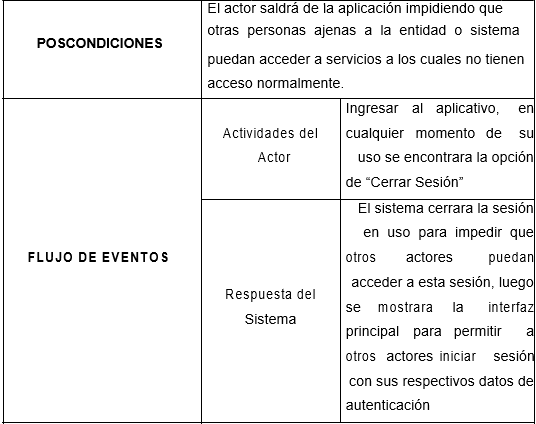 El actor saldrá de la aplicación impidiendo que
otras personas ajenas a la entidad o sistema
POSCONDICIONES
puedan acceder a servicios a los cuales no tienen
acceso normalmente.
Ingresar al aplicativo, en
Actividades del
cualquier momento de su
Actor
uso se encontrara la opción
de “Cerrar Sesión”
FLUJO DE EVENTOS
Respuesta del
Sistema
El sistema cerrara la sesión
en uso para impedir que
otros actores puedan
acceder a esta sesión, luego
se mostrara la interfaz
principal para permitir a
otros actores iniciar sesión
con sus respectivos datos de
autenticación